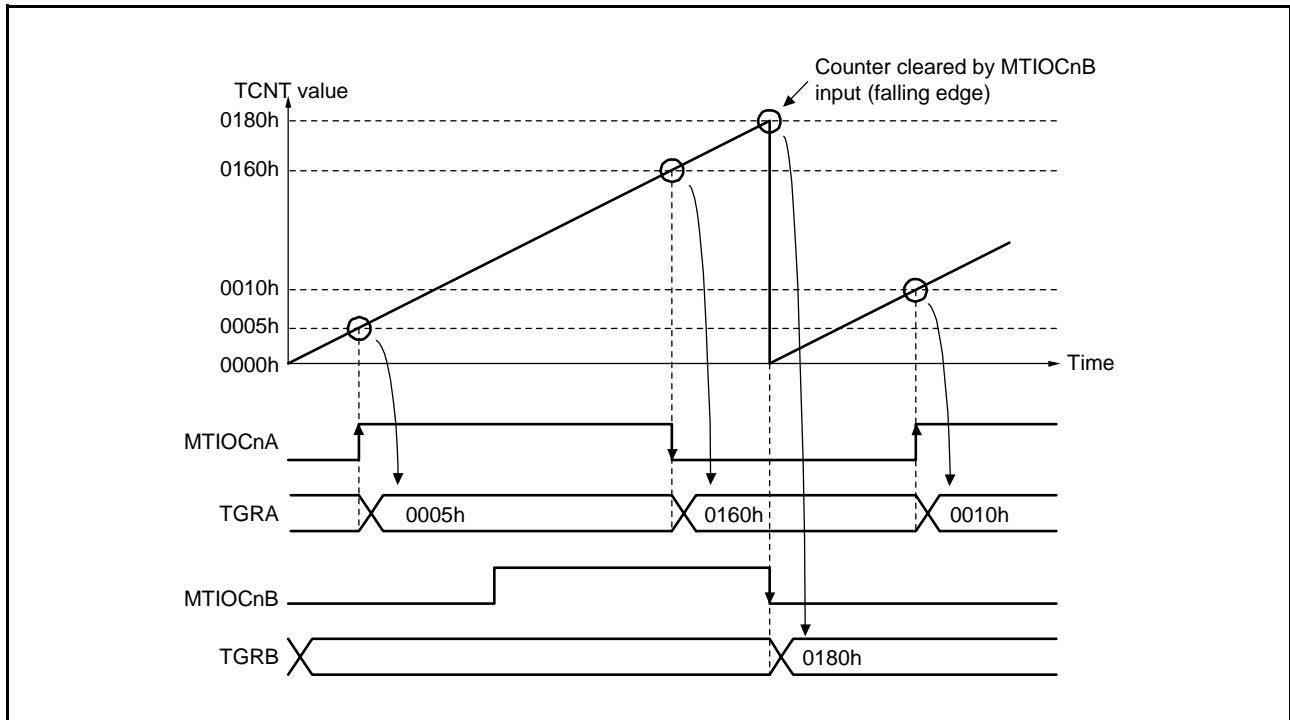 Counter cleared by MTIOCnB
input (falling edge)
TCNT value
0180h
0160h
0010h
0005h
0000h
Time
MTIOCnA
TGRA
0005h
0160h
0010h
MTIOCnB
TGRB
0180h